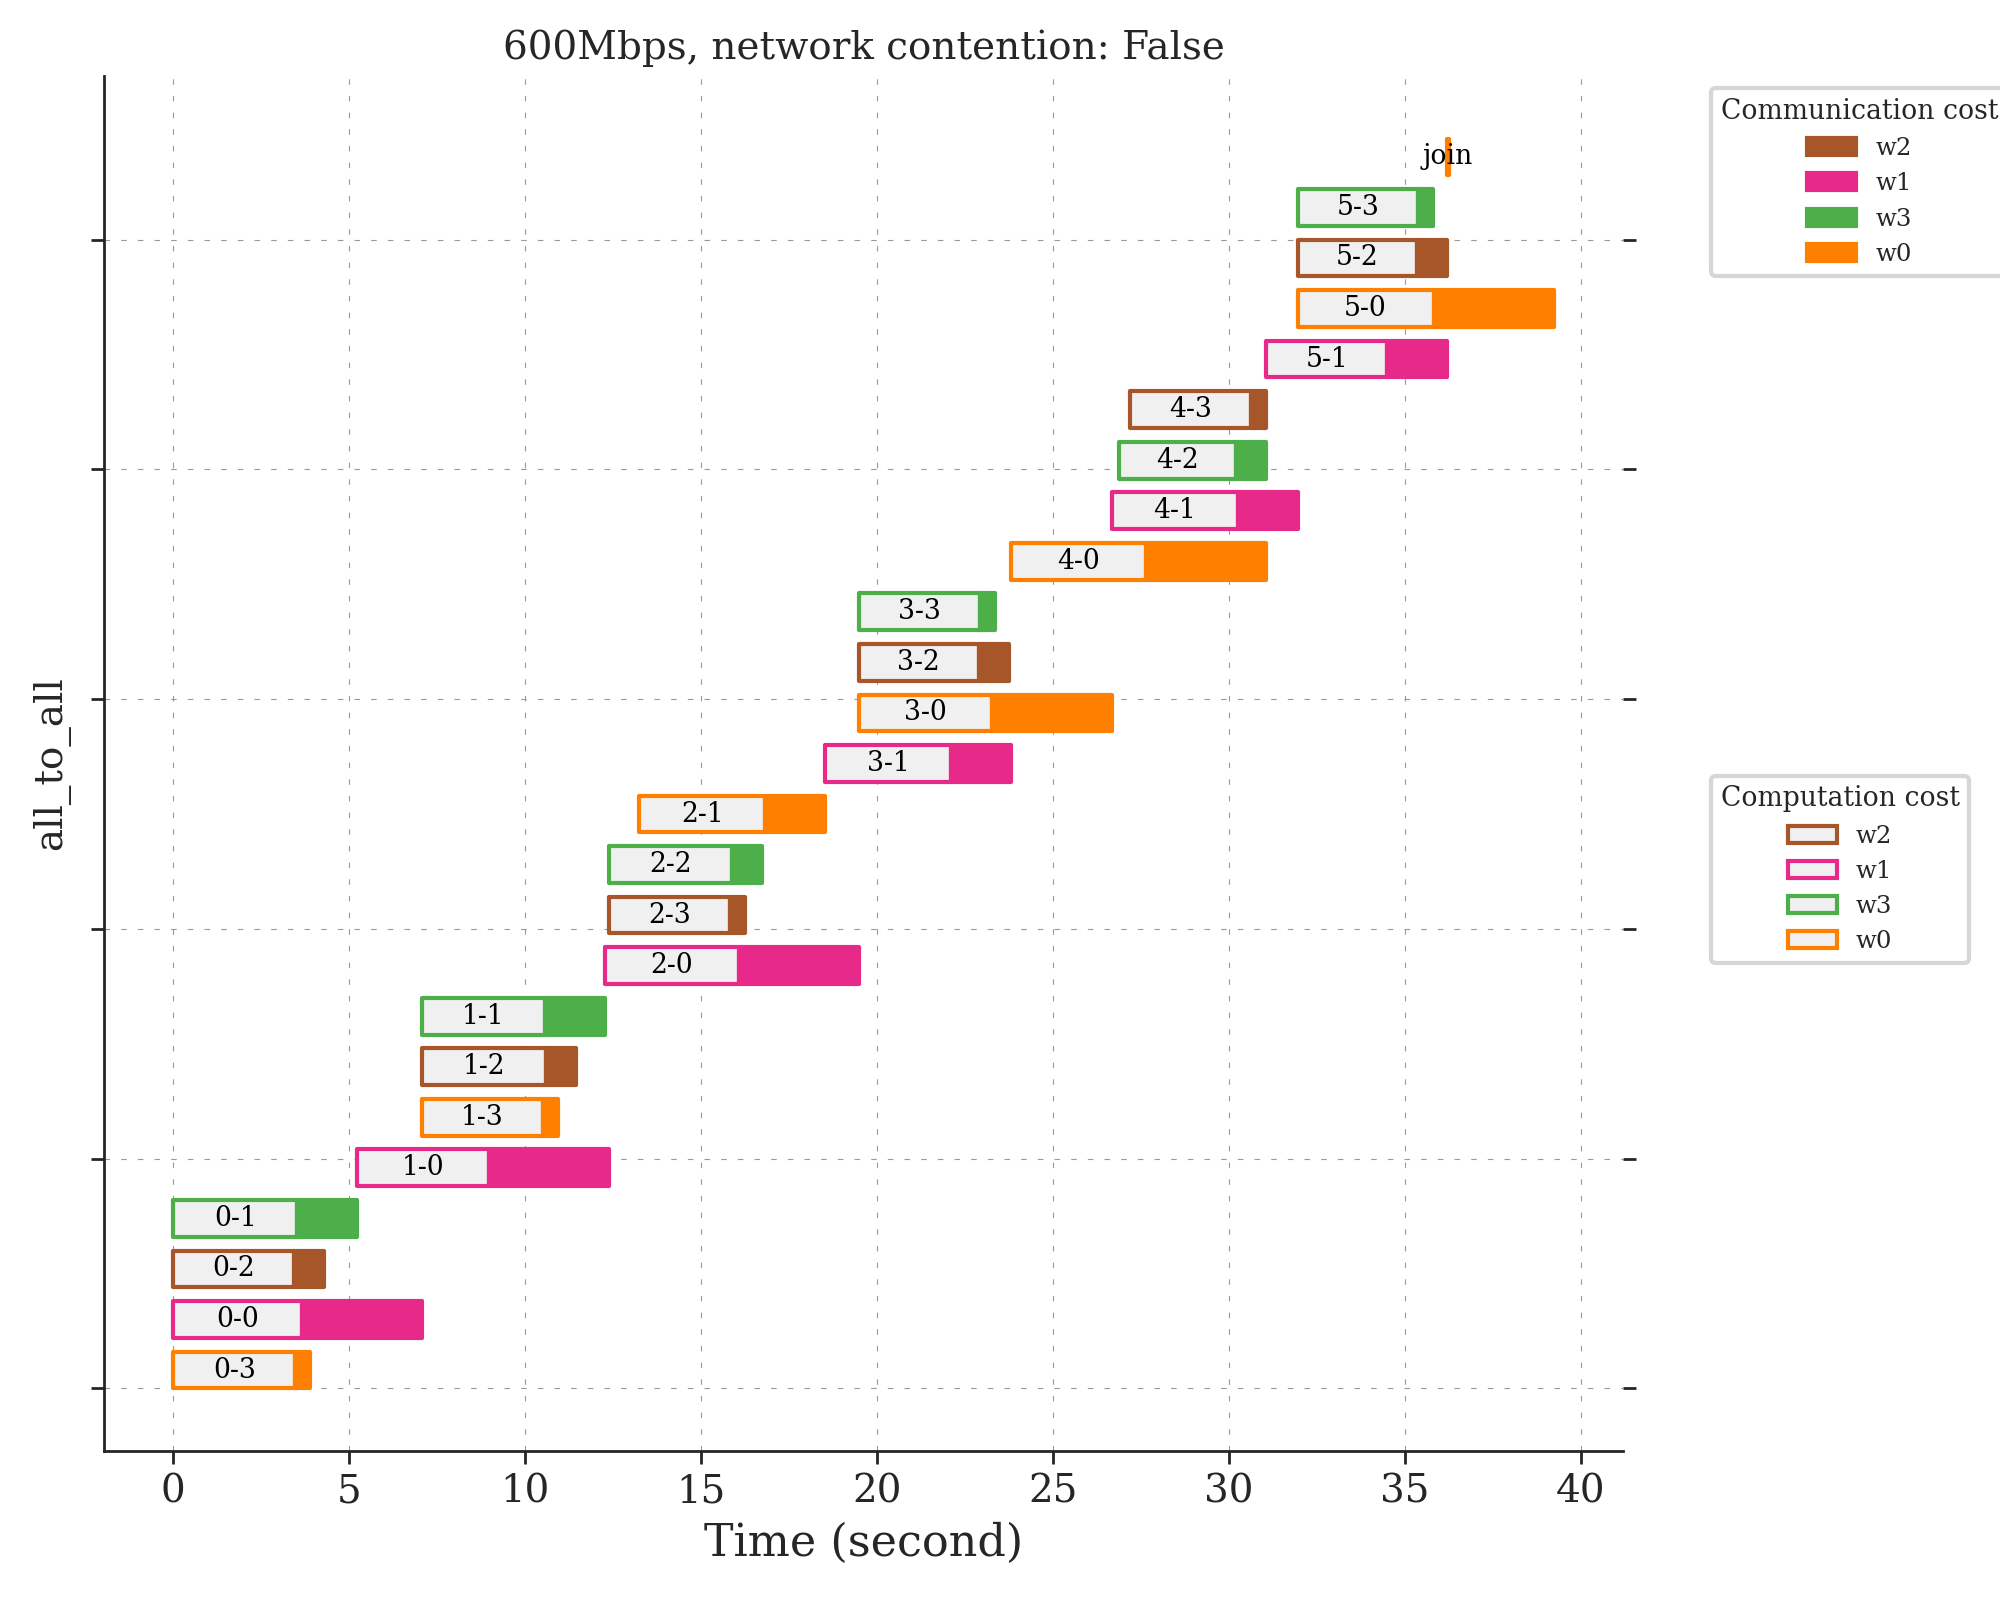 600Mbps, network contention: False
Communication cost
w2
w1
w3
w0
join
5-3
5-2
5-0
5-1
4-3
4-2
4-1
4-0
3-3
3-2
3-0
3-1
2-1
2-2
2-3
2-0
1-1
1-2
1-3
1-0
0-1
0-2
0-0
0-3
all_to_all
Computation cost
w2
w1
w3
w0
0 5 10 15 20 25 30 35 40
Time (second)